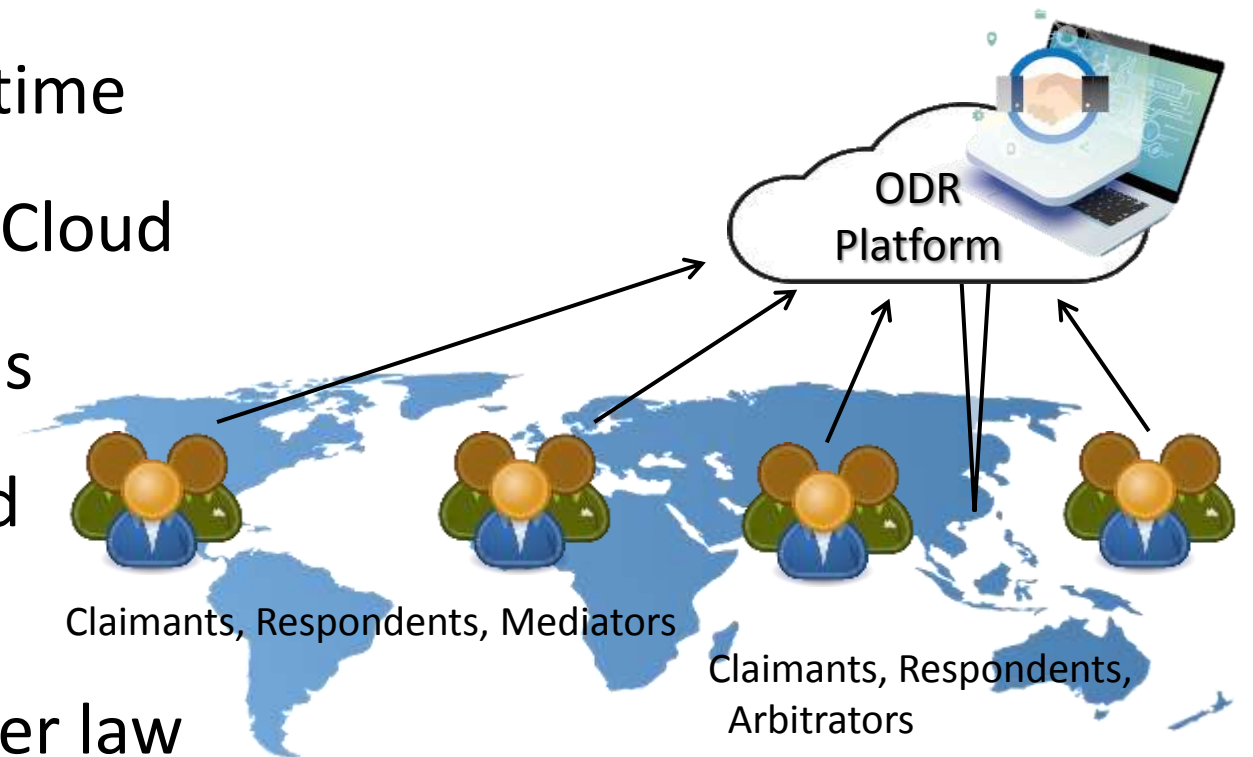 time
Cloud
s
d
er law
ODR
Platform
Claimants, Respondents, Mediators
Claimants, Respondents,
Arbitrators